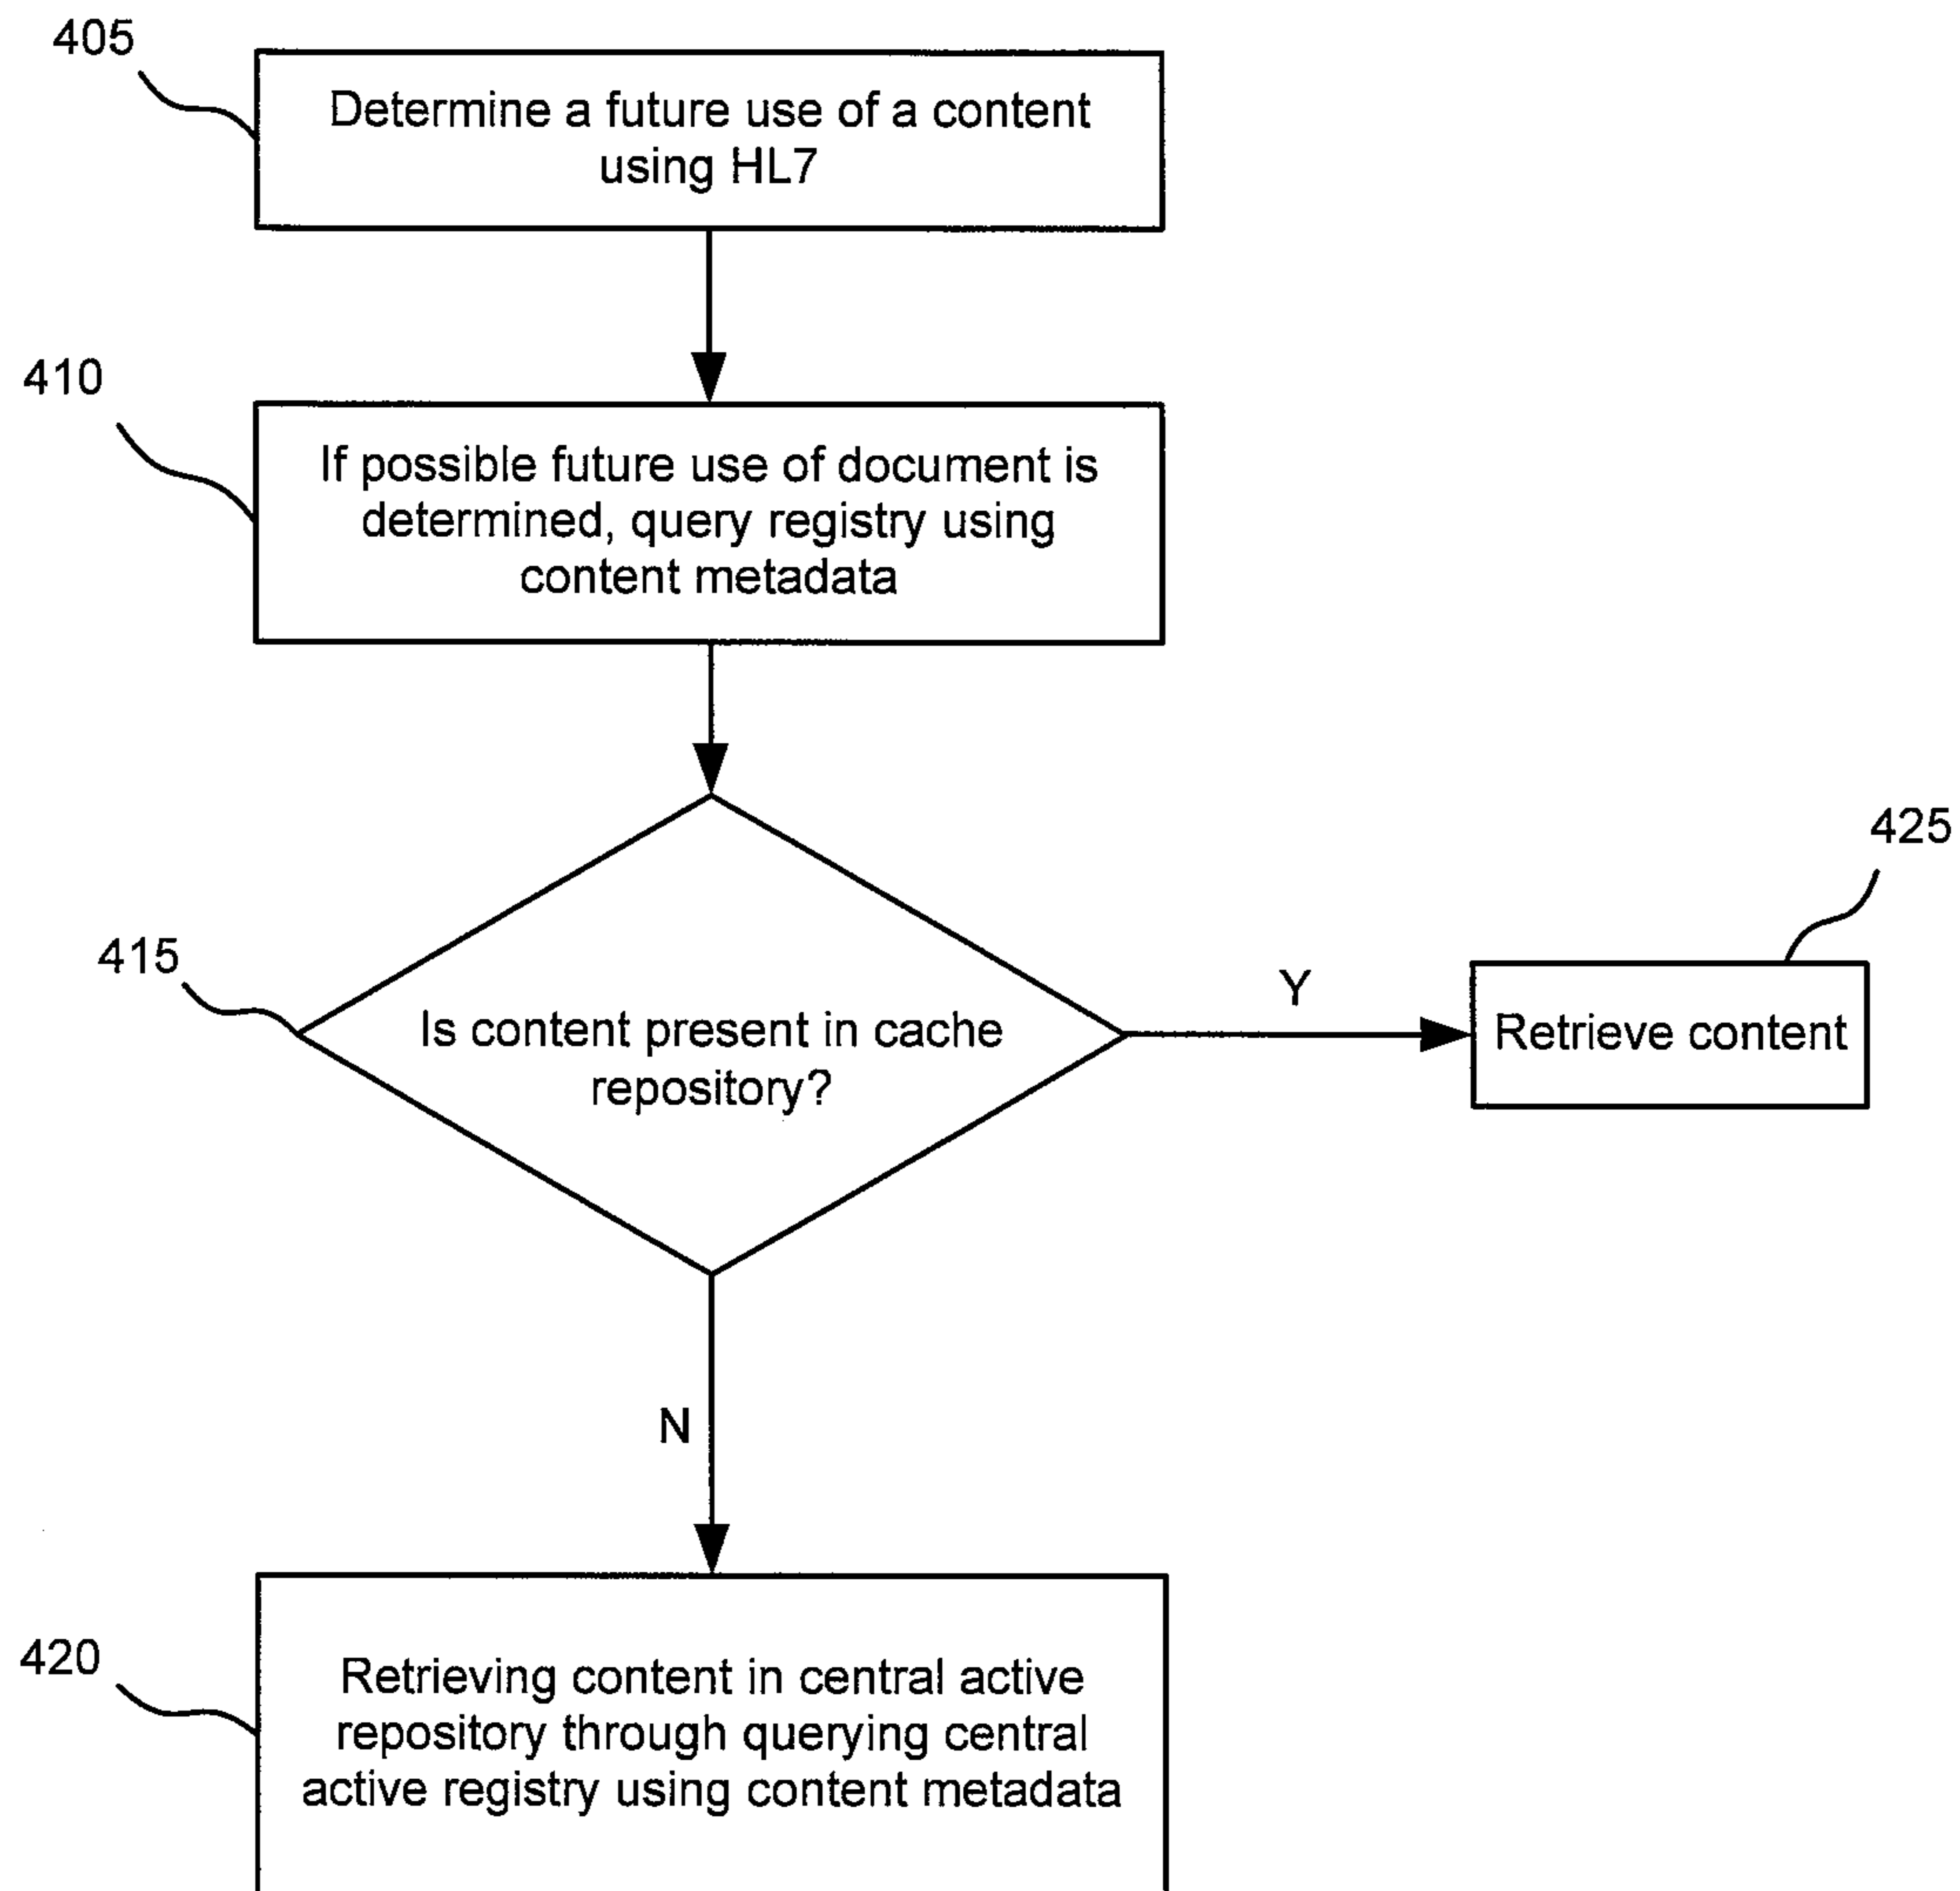 405
Determine a future use of a content
using HL7
410
If possible future use of document is
determined, query registry using
content metadata
425
415
Is content present in cache
repository?
Y
Retrieve content
N
420
Retrieving content in central active
repository through querying central
active registry using content metadata